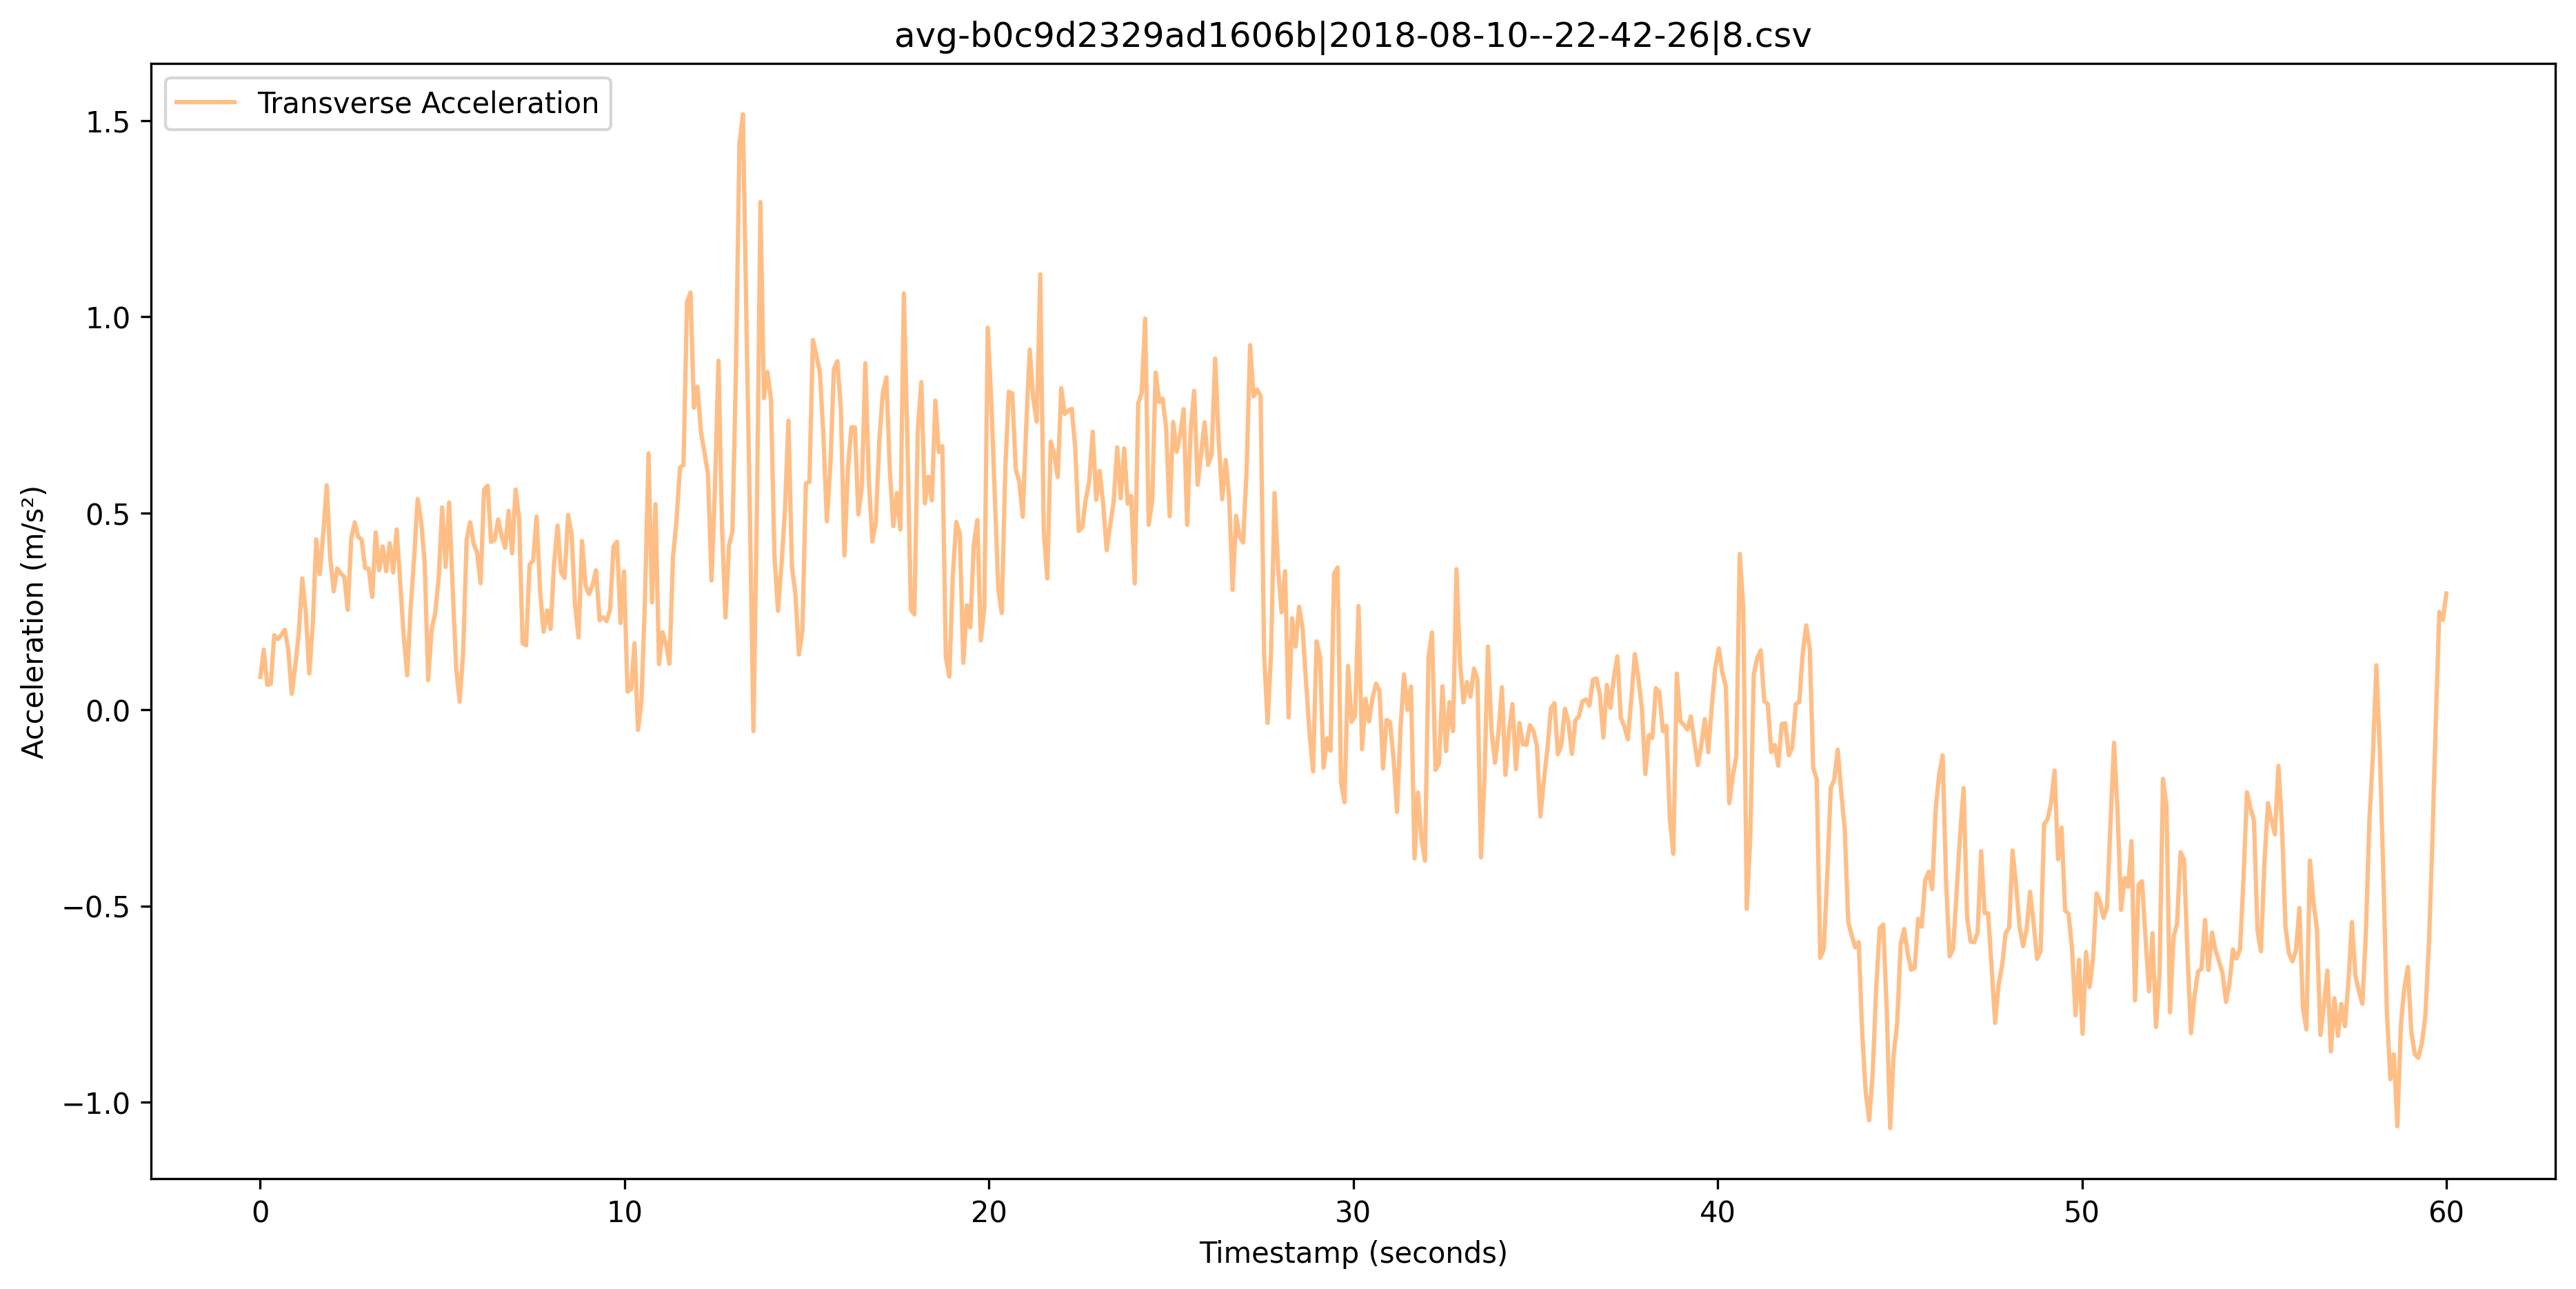 avg-b0c9d2329ad1606b|2018-08-10--22-42-26|8.csv
Transverse Acceleration
1.5
1.0
0.5
0.0
−0.5
−1.0
Acceleration (m/s²)
0 10 20 30 40 50 60
Timestamp (seconds)